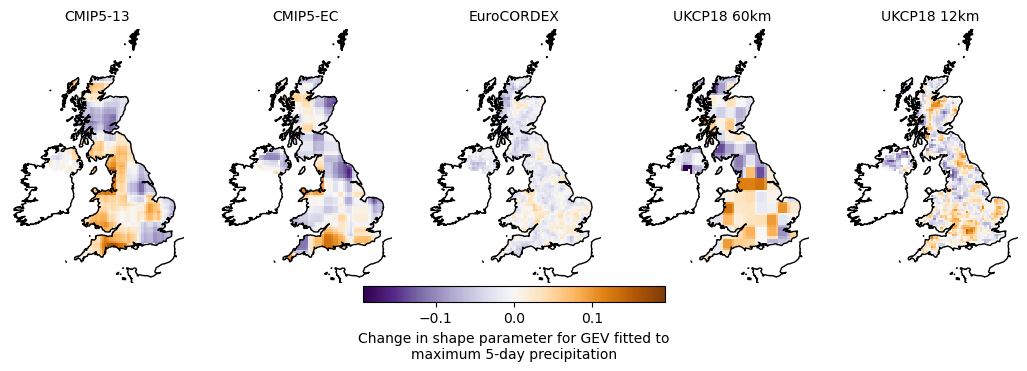 CMIP5-13 CMIP5-EC EuroCORDEX UKCP18 60km UKCP18 12km
−0.1 0.0 0.1
Change in shape parameter for GEV fitted to
maximum 5-day precipitation